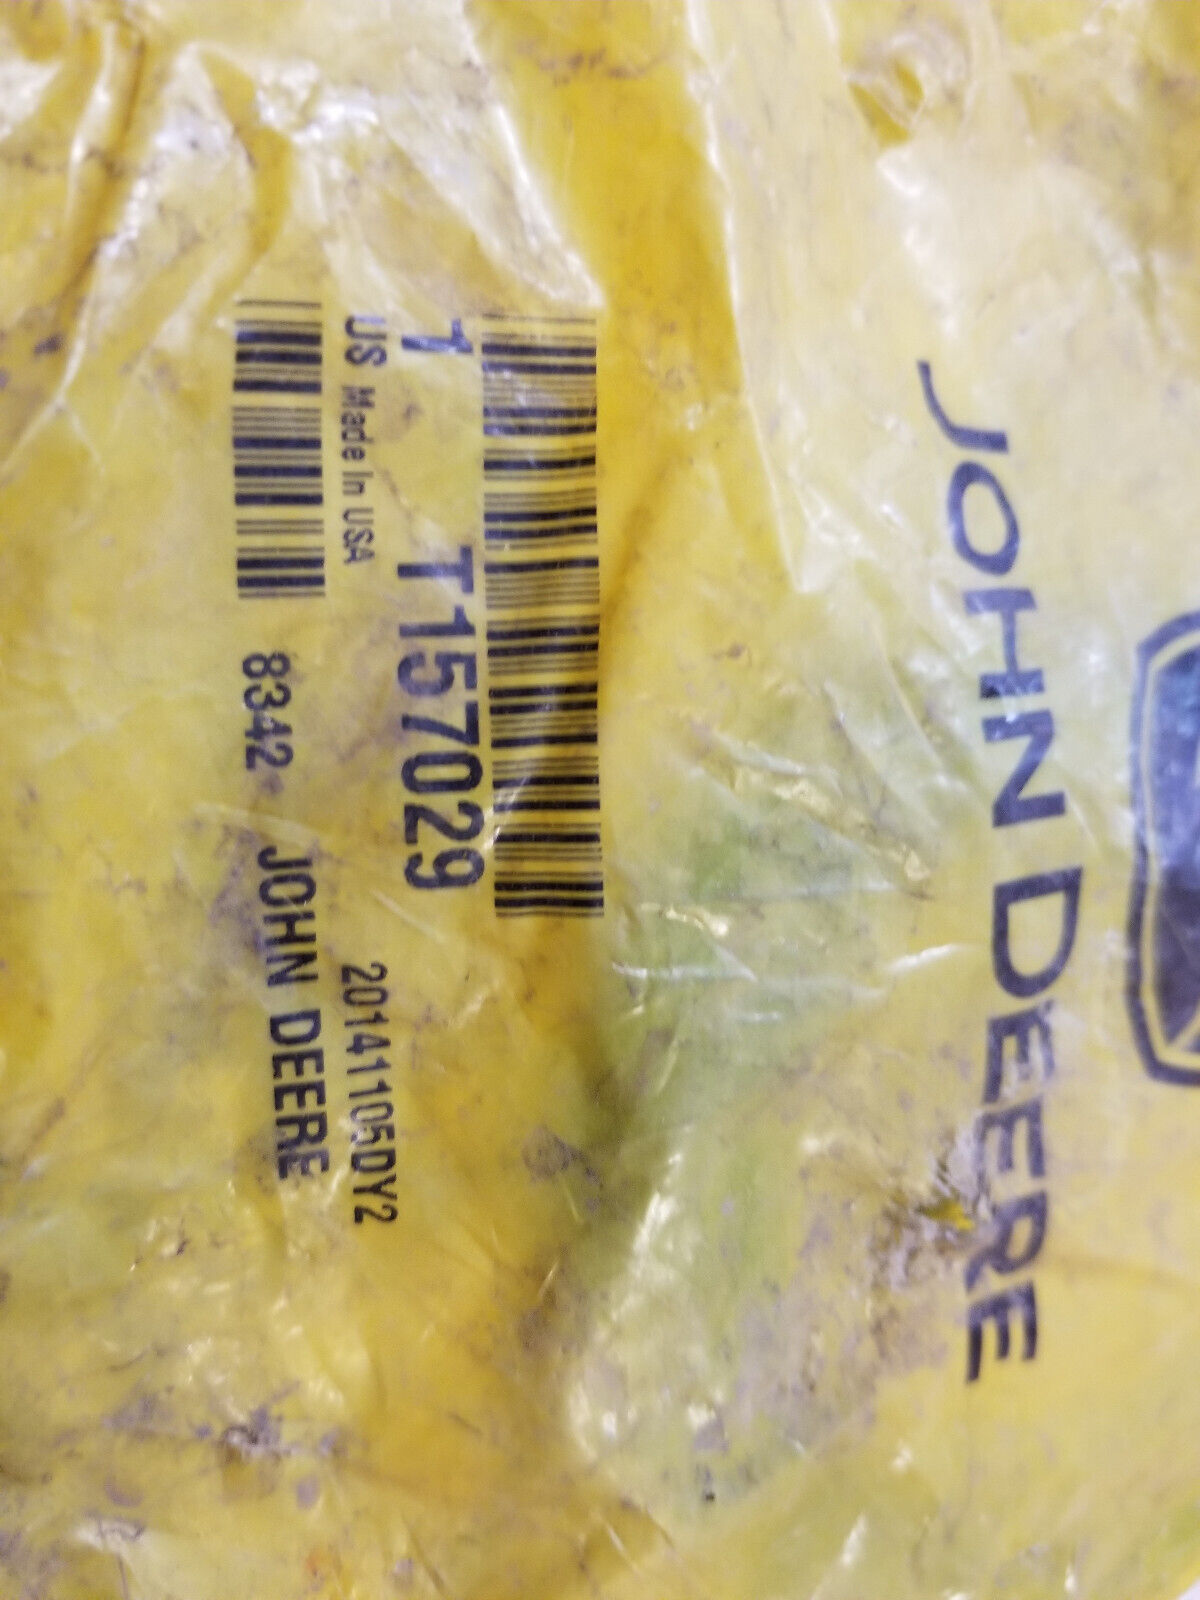 JOHN DEERE
1 T157029
US Made In USA 20141105DY2
8342 JOHN DEERE